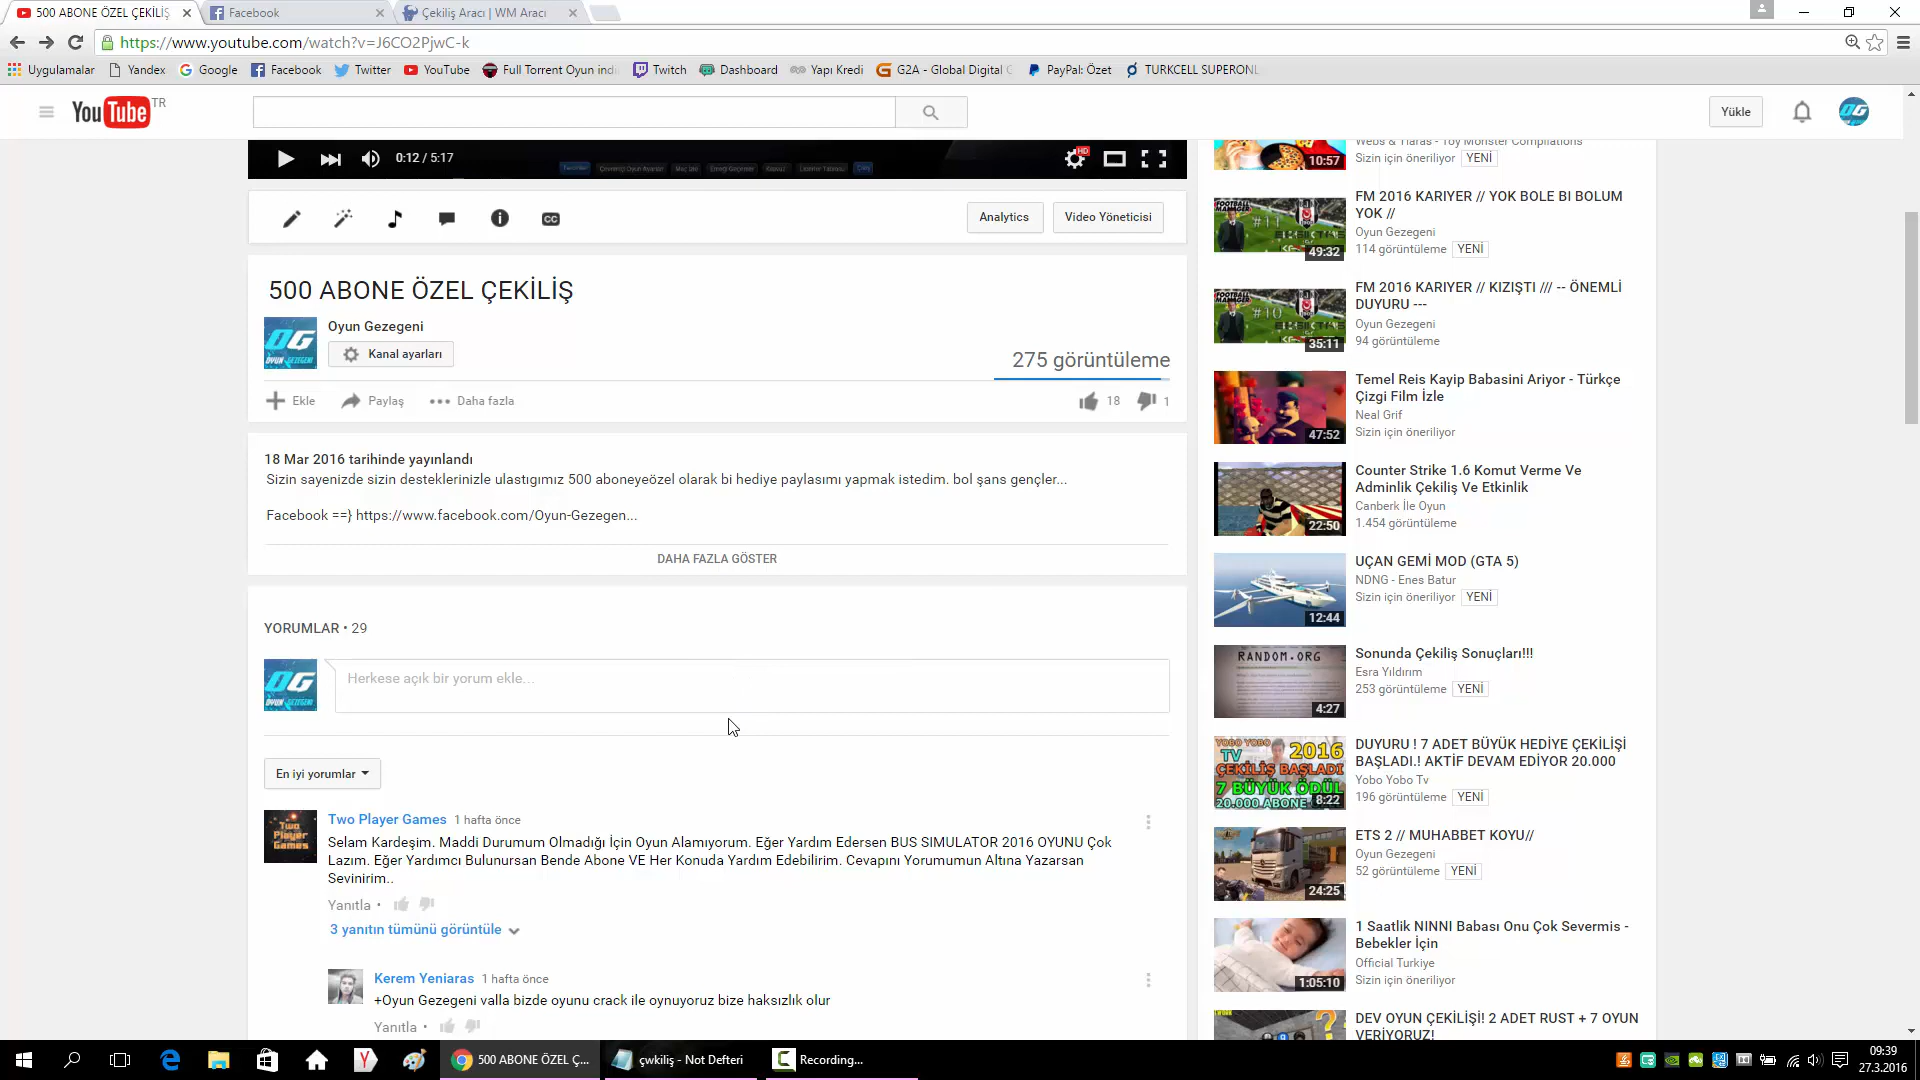 500 ABONE ÖZEL ÇEKİLİŞ
Facebook
Çekiliş Aracı | WM Aracı
https://www.youtube.com/watch?v=J6CO2PjwC-k
Uygulamalar
Yandex
Google
Facebook
Twitter
YouTube
Full Torrent Oyun indi
Twitch
Dashboard
Yapı Kredi
G2A - Global Digital
PayPal: Özet
TURKCELL SUPERONL
YouTube TR
Yükle
OG
0:12 / 5:17
HD
Analytics
Video Yöneticisi
500 ABONE ÖZEL ÇEKİLİŞ
Oyun Gezegeni
Kanal ayarları
275 görüntüleme
Ekle
Paylaş
Daha fazla
18
1
18 Mar 2016 tarihinde yayınlandı
Sizin sayenizde sizin desteklerinizle ulastıgımız 500 aboneyeözel olarak bi hediye paylasımı yapmak istedim. bol şans gençler...
Facebook ==} https://www.facebook.com/Oyun-Gezegen...
DAHA FAZLA GÖSTER
YORUMLAR • 29
Herkese açık bir yorum ekle...
En iyi yorumlar
Two Player Games 1 hafta önce
Selam Kardeşim. Maddi Durumum Olmadığı İçin Oyun Alamıyorum. Eğer Yardım Edersen BUS SIMULATOR 2016 OYUNU Çok
Lazım. Eğer Yardımcı Bulunursan Bende Abone VE Her Konuda Yardım Edebilirim. Cevapını Yorumumun Altına Yazarsan
Sevinirim..
Yanıtla •
3 yanıtın tümünü görüntüle
Kerem Yeniaras 1 hafta önce
+Oyun Gezegeni valla bizde oyunu crack ile oynuyoruz bize haksızlık olur
Yanıtla •
Webs & Tiaras - Toy Monster Compilations
Sizin için öneriliyor YENİ
10:57
FM 2016 KARIYER // YOK BOLE BI BOLUM
YOK //
Oyun Gezegeni
114 görüntüleme YENİ
49:32
FM 2016 KARIYER // KIZIŞTI /// -- ÖNEMLİ
DUYURU ---
Oyun Gezegeni
94 görüntüleme
35:11
Temel Reis Kayip Babasini Ariyor - Türkçe
Çizgi Film İzle
Neal Grif
Sizin için öneriliyor
47:52
Counter Strike 1.6 Komut Verme Ve
Adminlik Çekiliş Ve Etkinlik
Canberk İle Oyun
1.454 görüntüleme
22:50
UÇAN GEMİ MOD (GTA 5)
NDNG - Enes Batur
Sizin için öneriliyor YENİ
12:44
RANDOM.ORG
Sonunda Çekiliş Sonuçları!!!
Esra Yıldırım
253 görüntüleme YENİ
4:27
YOBO YOBO TV 2016
ÇEKİLİŞ BAŞLADI
7 BÜYÜK ÖDÜL
20.000 ABONE
8:22
DUYURU ! 7 ADET BÜYÜK HEDİYE ÇEKİLİŞİ
BAŞLADI.! AKTİF DEVAM EDİYOR 20.000
Yobo Yobo Tv
196 görüntüleme YENİ
ETS 2 // MUHABBET KOYU//
Oyun Gezegeni
52 görüntüleme YENİ
24:25
1 Saatlik NINNI Babası Onu Çok Severmis -
Bebekler İçin
Official Turkiye
Sizin için öneriliyor
1:05:10
DEV OYUN ÇEKİLİŞİ! 2 ADET RUST + 7 OYUN
VERİYORUZ!
500 ABONE ÖZEL Ç...
çwkiliş - Not Defteri
Recording...
09:39
27.3.2016